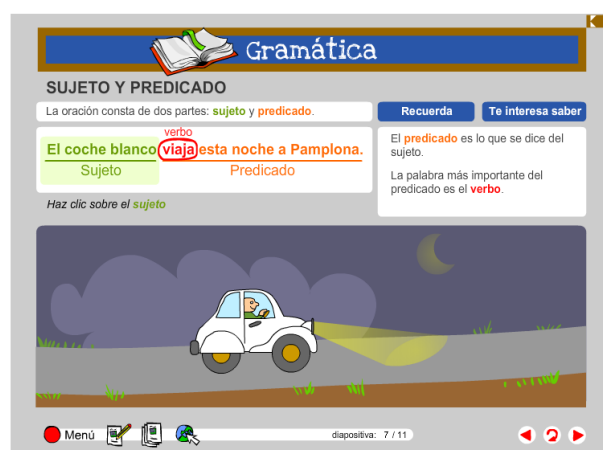 Gramática
SUJETO Y PREDICADO
La oración consta de dos partes: sujeto y predicado.
Recuerda
Te interesa saber
verbo
El coche blanco viaja esta noche a Pamplona.
Sujeto
Predicado
El predicado es lo que se dice del
sujeto.
La palabra más importante del
predicado es el verbo.
Haz clic sobre el sujeto
Menú
diapositiva: 7 / 11